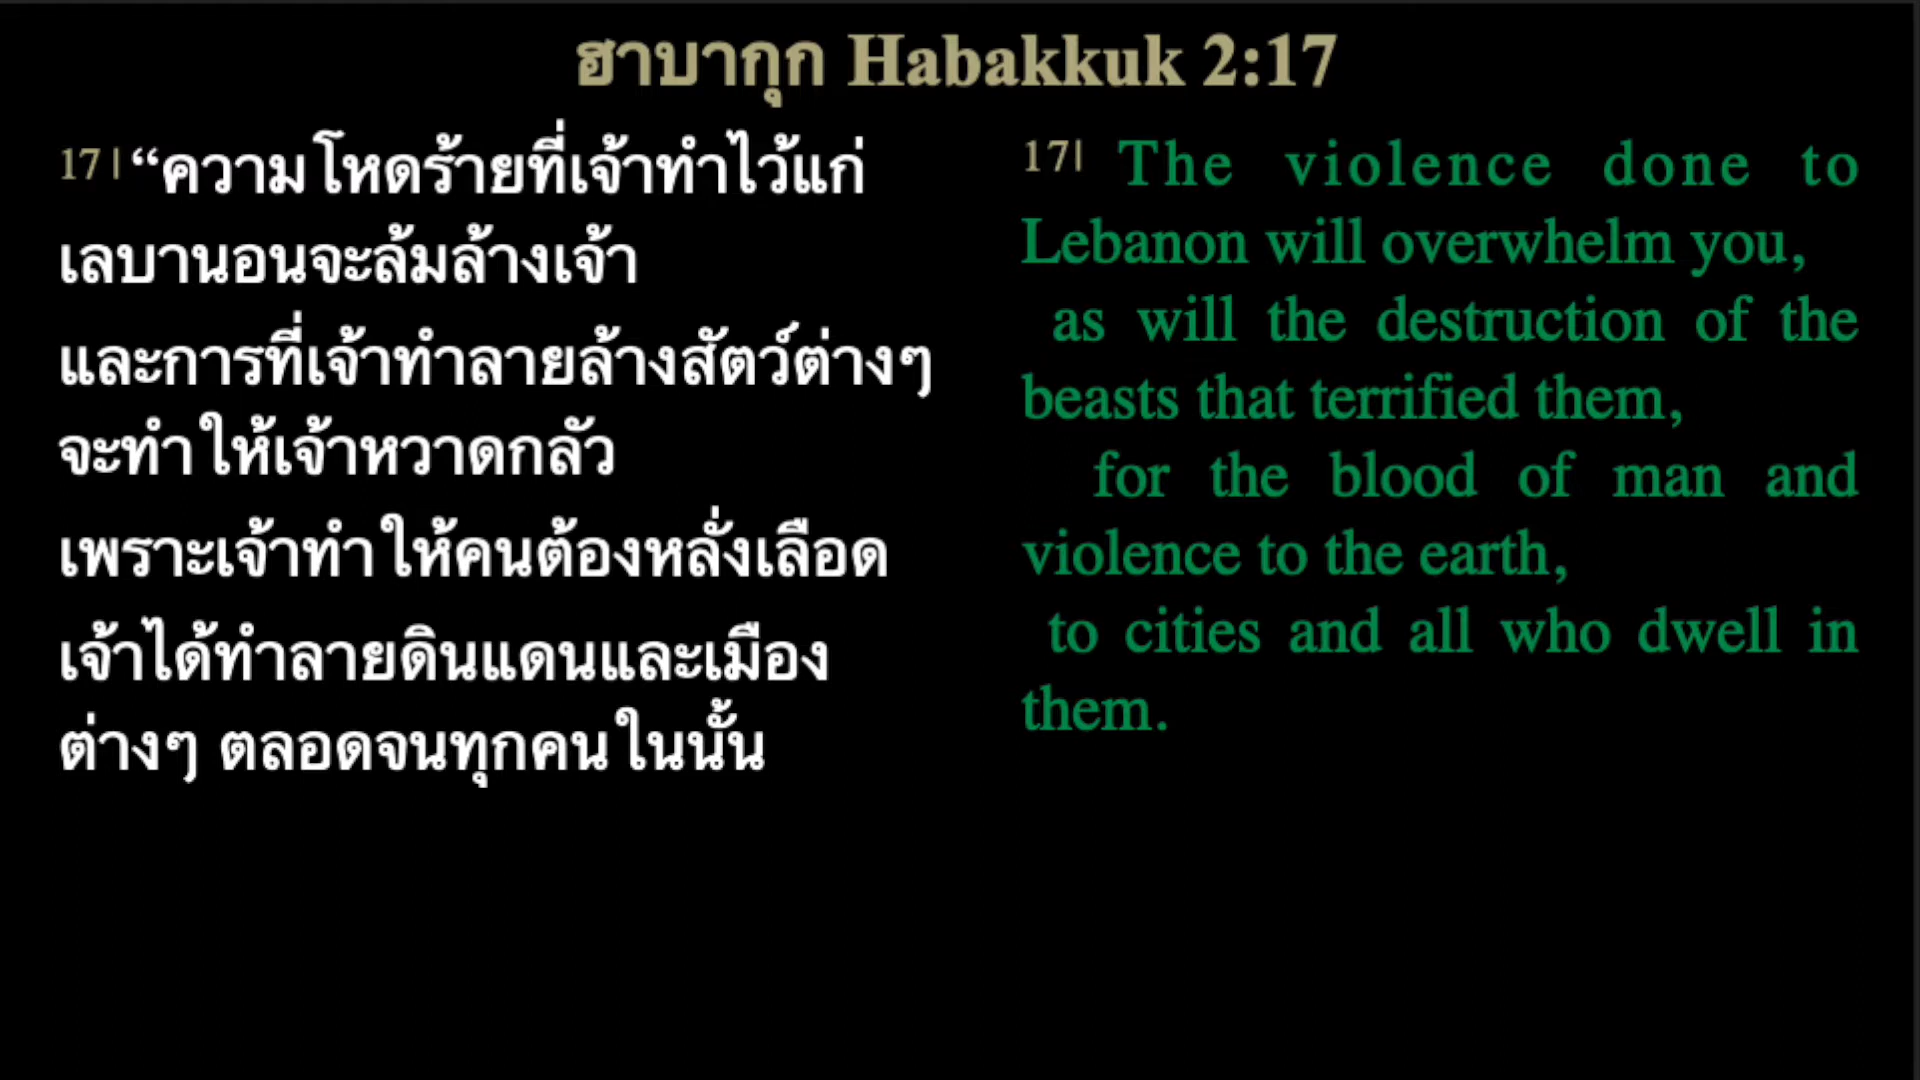 ฮาบากุก Habakkuk 2:17
17 | “ความโหดร้ายที่เจ้าทำไว้แก่
เลบานอนจะล้มล้างเจ้า
และการที่เจ้าทำลายล้างสัตว์ต่างๆ
จะทำให้เจ้าหวาดกลัว
เพราะเจ้าทำให้คนต้องหลั่งเลือด
เจ้าได้ทำลายดินแดนและเมือง
ต่างๆ ตลอดจนทุกคนในนั้น
17| The violence done to
Lebanon will overwhelm you,
as will the destruction of the
beasts that terrified them,
for the blood of man and
violence to the earth,
to cities and all who dwell in
them.